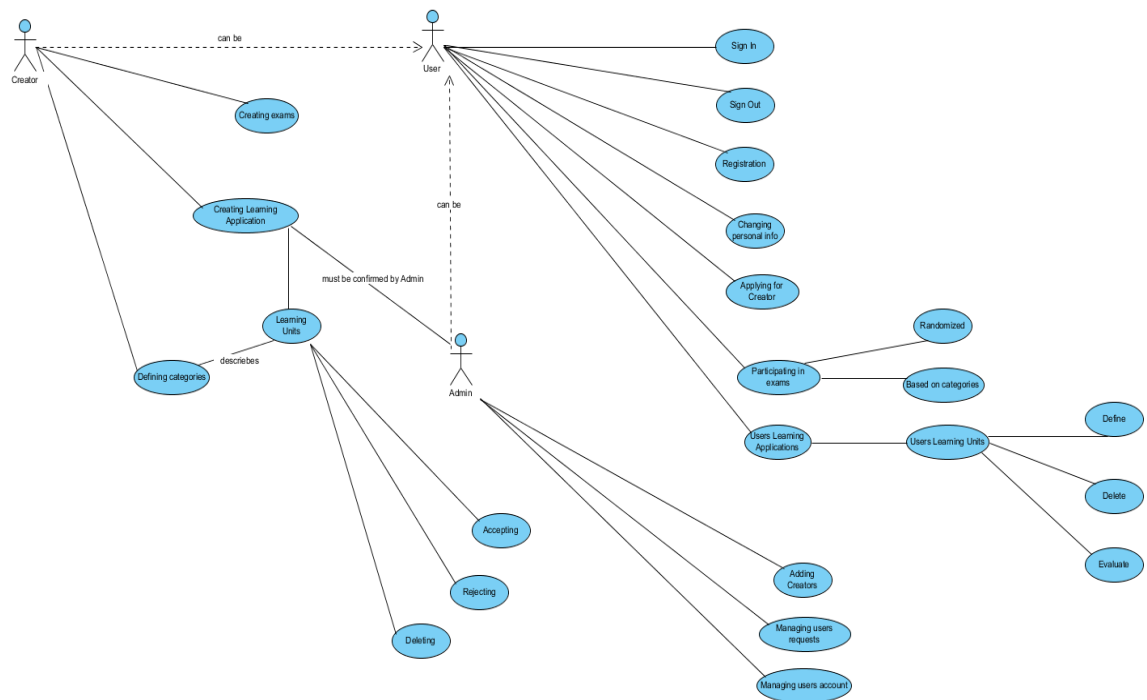 can be
Creator
User
Sign In
Creating exams
Sign Out
Registration
can be
Creating Learning
Application
Changing
personal info
must be confirmed by Admin
Applying for
Creator
Learning
Units
Randomized
descriebes
Defining categories
Admin
Participating in
exams
Based on categories
Users Learning
Applications
Users Learning Units
Define
Delete
Accepting
Evaluate
Adding
Creators
Rejecting
Managing users
requests
Deleting
Managing users account